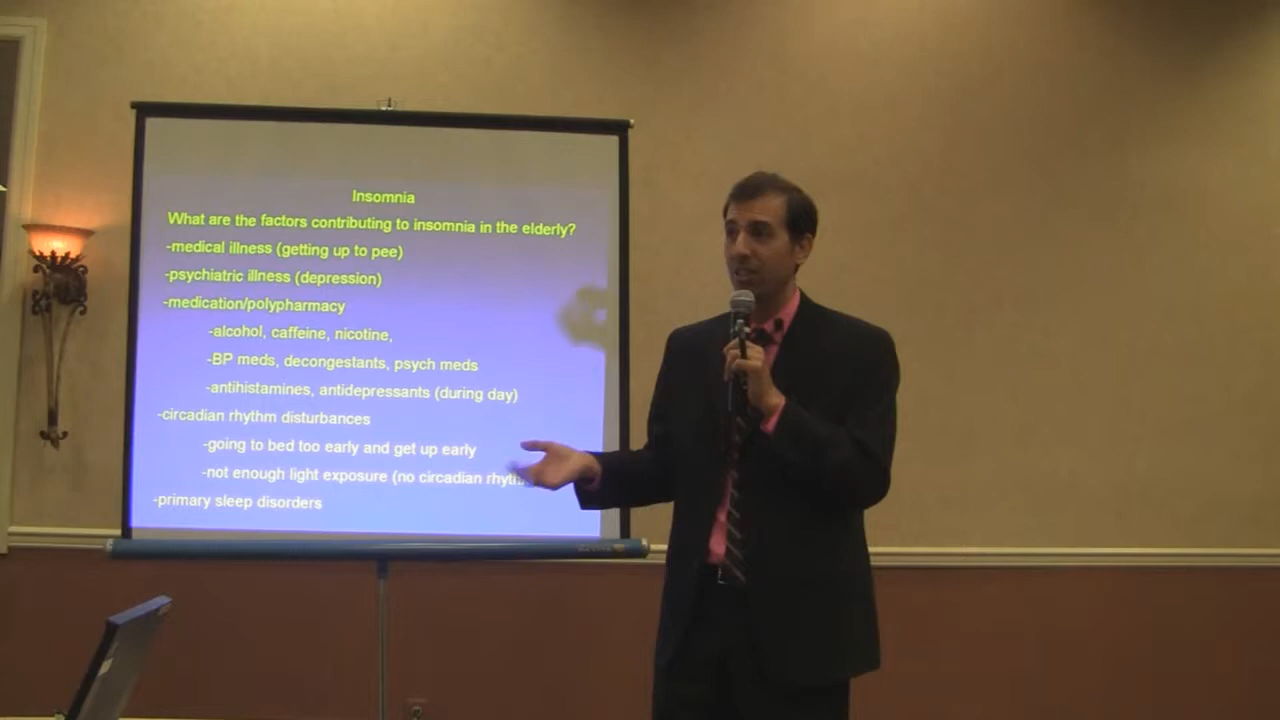 Insomnia
What are the factors contributing to insomnia in the elderly?
-medical illness (getting up to pee)
-psychiatric illness (depression)
-medication/polypharmacy
-alcohol, caffeine, nicotine,
-BP meds, decongestants, psych meds
-antihistamines, antidepressants (during day)
-circadian rhythm disturbances
-going to bed too early and get up early
-not enough light exposure (no circadian
-primary sleep disorders